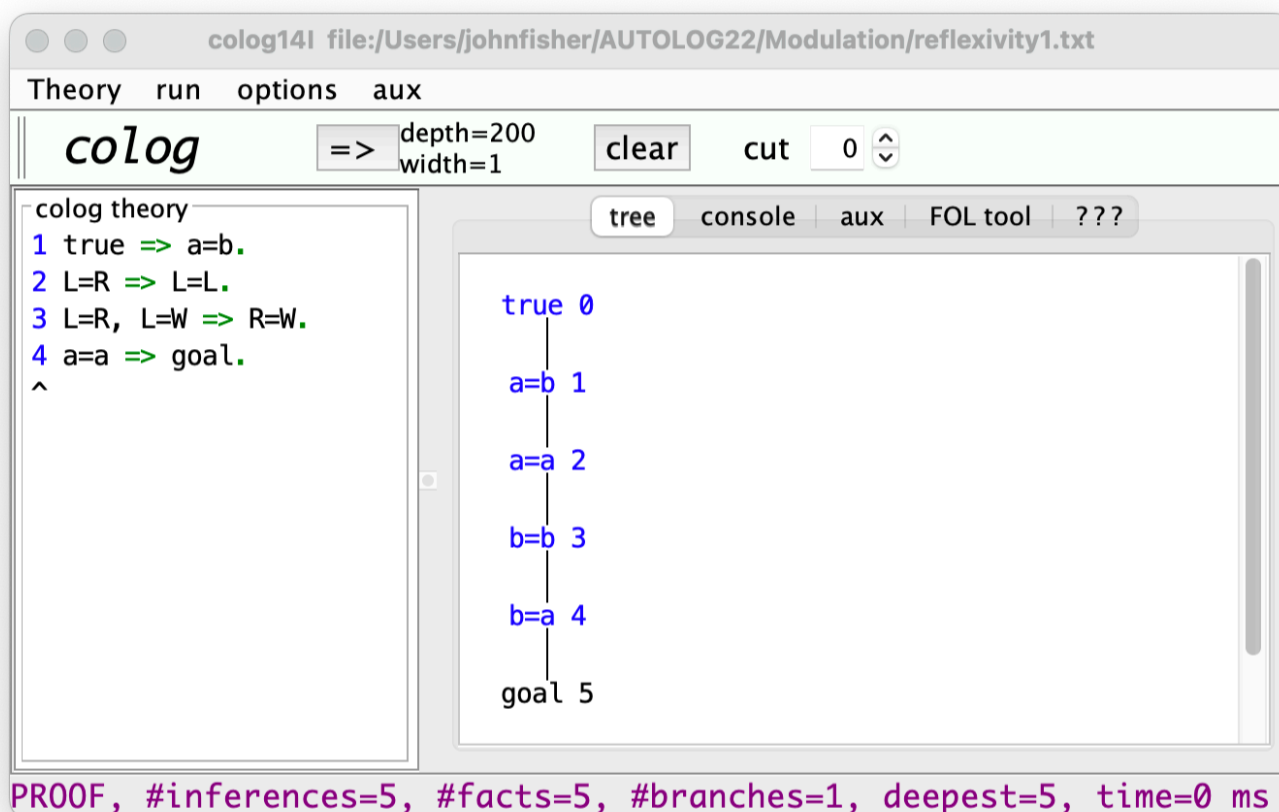 colog14I file:/Users/johnfisher/AUTOLOG22/Modulation/reflexivity1.txt
Theory run options aux
colog => depth=200 clear cut 0
width=1
colog theory
1 true => a=b.
2 L=R => L=L.
3 L=R, L=W => R=W.
4 a=a => goal.
^
tree console aux FOL tool ???
true 0
a=b 1
a=a 2
b=b 3
b=a 4
goal 5
PROOF, #inferences=5, #facts=5, #branches=1, deepest=5, time=0 ms